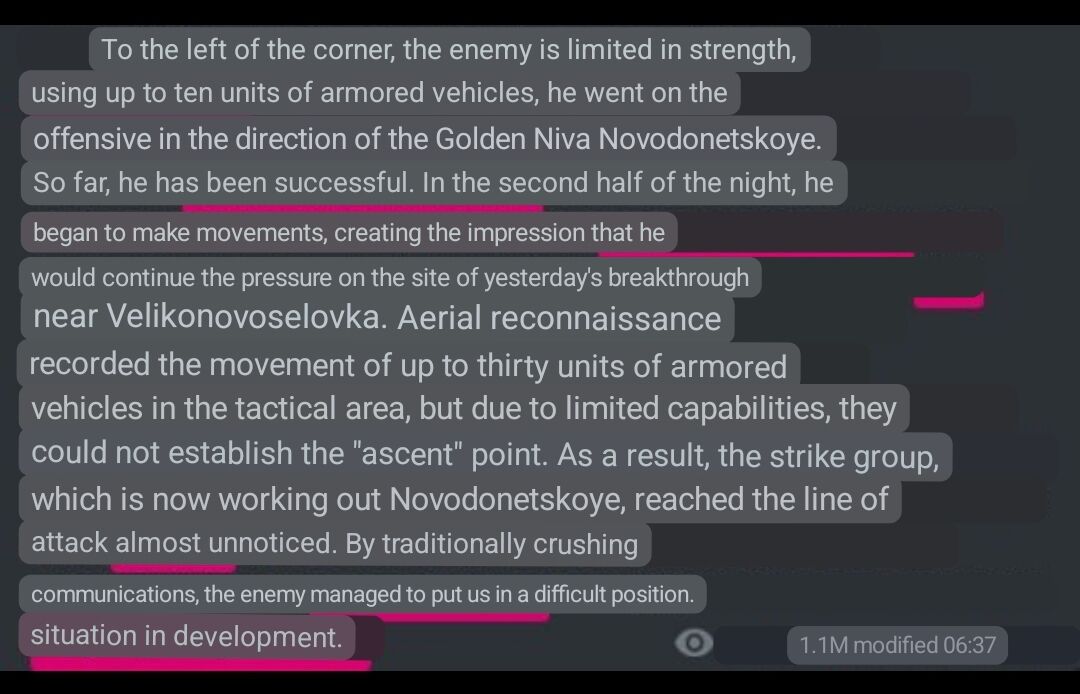 To the left of the corner, the enemy is limited in strength,
using up to ten units of armored vehicles, he went on the
offensive in the direction of the Golden Niva Novodonetskoye.
So far, he has been successful. In the second half of the night, he
began to make movements, creating the impression that he
would continue the pressure on the site of yesterday's breakthrough
near Velikonovoselovka. Aerial reconnaissance
recorded the movement of up to thirty units of armored
vehicles in the tactical area, but due to limited capabilities, they
could not establish the "ascent" point. As a result, the strike group,
which is now working out Novodonetskoye, reached the line of
attack almost unnoticed. By traditionally crushing
communications, the enemy managed to put us in a difficult position.
situation in development.
1.1M modified 06:37